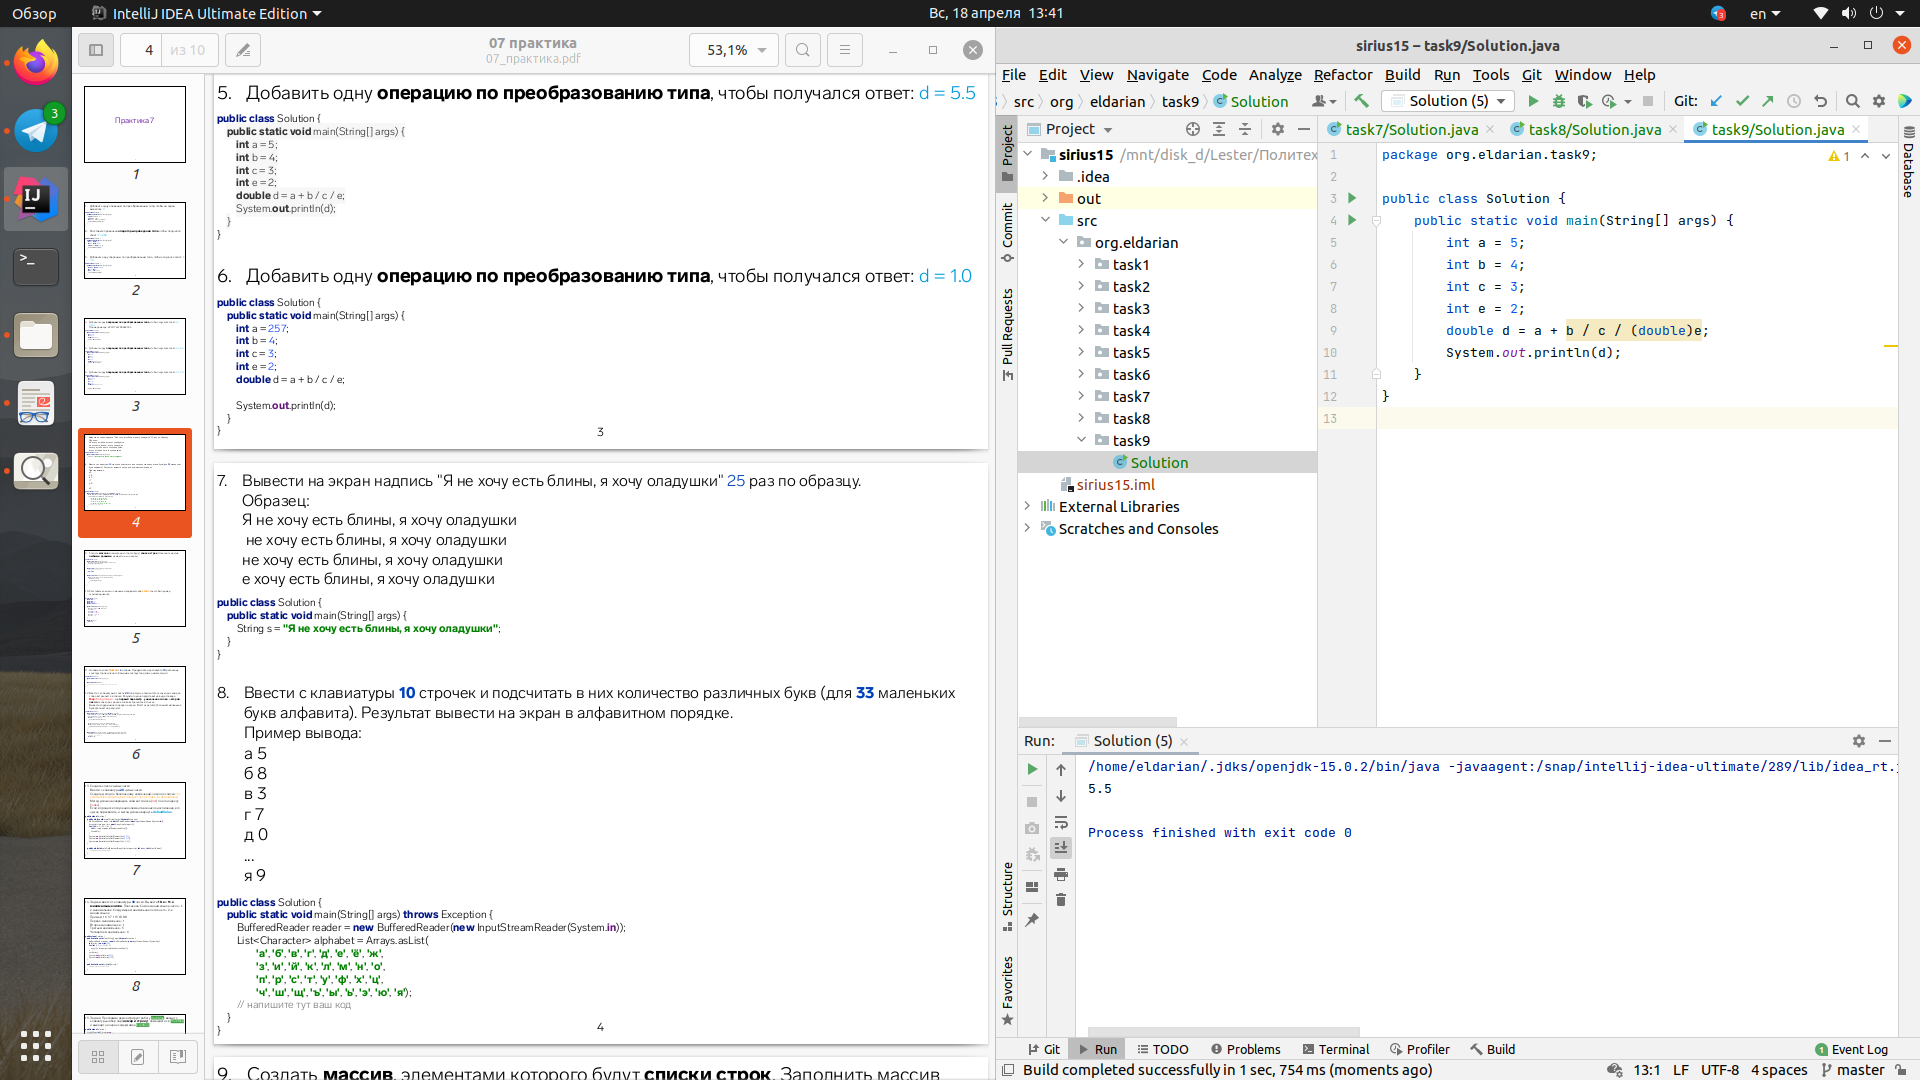 Обзор
IntelliJ IDEA Ultimate Edition
Вс, 18 апреля 13:41
en
4 из 10
07 практика
07_практика.pdf
53,1%
Практика 7
1
2
3
4
5
6
7
8
5. Добавить одну операцию по преобразованию типа, чтобы получался ответ: d = 5.5
public class Solution {
public static void main(String[] args) {
int a = 5;
int b = 4;
int c = 3;
int e = 2;
double d = a + b / c / e;
System.out.println(d);
}
}
6. Добавить одну операцию по преобразованию типа, чтобы получался ответ: d = 1.0
public class Solution {
public static void main(String[] args) {
int a = 257;
int b = 4;
int c = 3;
int e = 2;
double d = a + b / c / e;
System.out.println(d);
}
}
3
7. Вывести на экран надпись "Я не хочу есть блины, я хочу оладушки" 25 раз по образцу.
Образец:
Я не хочу есть блины, я хочу оладушки
не хочу есть блины, я хочу оладушки
не хочу есть блины, я хочу оладушки
е хочу есть блины, я хочу оладушки
public class Solution {
public static void main(String[] args) {
String s = "Я не хочу есть блины, я хочу оладушки";
}
}
8. Ввести с клавиатуры 10 строчек и подсчитать в них количество различных букв (для 33 маленьких
букв алфавита). Результат вывести на экран в алфавитном порядке.
Пример вывода:
а 5
б 8
в 3
г 7
д 0
...
я 9
public class Solution {
public static void main(String[] args) throws Exception {
BufferedReader reader = new BufferedReader(new InputStreamReader(System.in));
List<Character> alphabet = Arrays.asList(
'а', 'б', 'в', 'г', 'д', 'е', 'ё', 'ж',
'з', 'и', 'й', 'к', 'л', 'м', 'н', 'о',
'п', 'р', 'с', 'т', 'у', 'ф', 'х', 'ц',
'ч', 'ш', 'щ', 'ъ', 'ы', 'ь', 'э', 'ю', 'я');
// напишите тут ваш код
}
}
4
9. Создать массив, элементами которого будут списки строк. Заполнить массив
sirius15 – task9/Solution.java
File Edit View Navigate Code Analyze Refactor Build Run Tools Git Window Help
src org eldarian task9 Solution
Solution (5)
Git:
Project
task7/Solution.java
task8/Solution.java
task9/Solution.java
Project
Commit
Pull Requests
Structure
Favorites
Database
sirius15 /mnt/disk_d/Lester/Политех
.idea
out
src
org.eldarian
task1
task2
task3
task4
task5
task6
task7
task8
task9
Solution
sirius15.iml
External Libraries
Scratches and Consoles
1 package org.eldarian.task9;
2
3 public class Solution {
4 public static void main(String[] args) {
5 int a = 5;
6 int b = 4;
7 int c = 3;
8 int e = 2;
9 double d = a + b / c / (double)e;
10 System.out.println(d);
11 }
12 }
13
1
Run: Solution (5)
/home/eldarian/.jdks/openjdk-15.0.2/bin/java -javaagent:/snap/intellij-idea-ultimate/289/lib/idea_rt.j
5.5
Process finished with exit code 0
Git Run TODO Problems Terminal Profiler Build
1 Event Log
Build completed successfully in 1 sec, 754 ms (moments ago)
13:1 LF UTF-8 4 spaces master